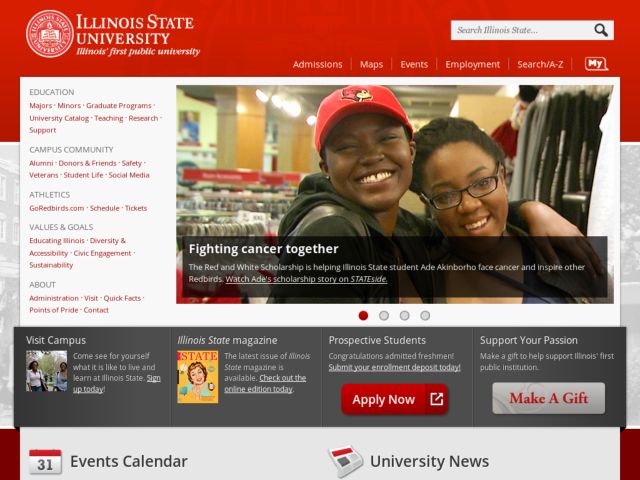 ILLINOIS STATE
UNIVERSITY
Illinois' first public university
Search Illinois State...
Admissions
Maps
Events
Employment
Search/A-Z
My
EDUCATION
Majors · Minors · Graduate Programs ·
University Catalog · Teaching · Research ·
Support
CAMPUS COMMUNITY
Alumni · Donors & Friends · Safety ·
Veterans · Student Life · Social Media
ATHLETICS
GoRedbirds.com · Schedule · Tickets
VALUES & GOALS
Educating Illinois · Diversity &
Accessibility · Civic Engagement ·
Sustainability
ABOUT
Administration · Visit · Quick Facts ·
Points of Pride · Contact
Fighting cancer together
The Red and White Scholarship is helping Illinois State student Ade Akinborho face cancer and inspire other
Redbirds. Watch Ade's scholarship story on STATEside.
Visit Campus
Come see for yourself
what it is like to live and
learn at Illinois State. Sign
up today!
Illinois State magazine
STATE
The latest issue of Illinois
State magazine is
available. Check out the
online edition today.
Prospective Students
Congratulations admitted freshmen!
Submit your enrollment deposit today!
Apply Now
Support Your Passion
Make a gift to help support Illinois' first
public institution.
Make A Gift
31
Events Calendar
University News